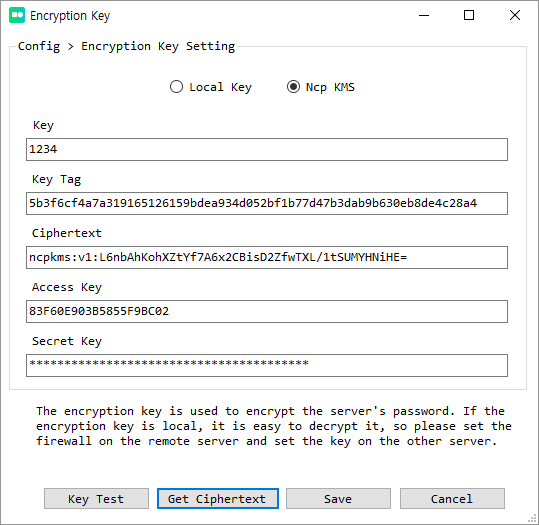 Encryption Key
Config > Encryption Key Setting
Local Key Ncp KMS
Key
1234
Key Tag
5b3f6cf4a7a319165126159bdea934d052bf1b77d47b3dab9b630eb8de4c28a4
Ciphertext
ncpkms:v1:L6nbAhKohXZtYf7A6x2CBisD2ZfwTXL/1tSUMYHNiHE=
Access Key
83F60E903B5855F9BC02
Secret Key
****************************************
The encryption key is used to encrypt the server's password. If the
encryption key is local, it is easy to decrypt it, so please set the
firewall on the remote server and set the key on the other server.
Key Test Get Ciphertext Save Cancel